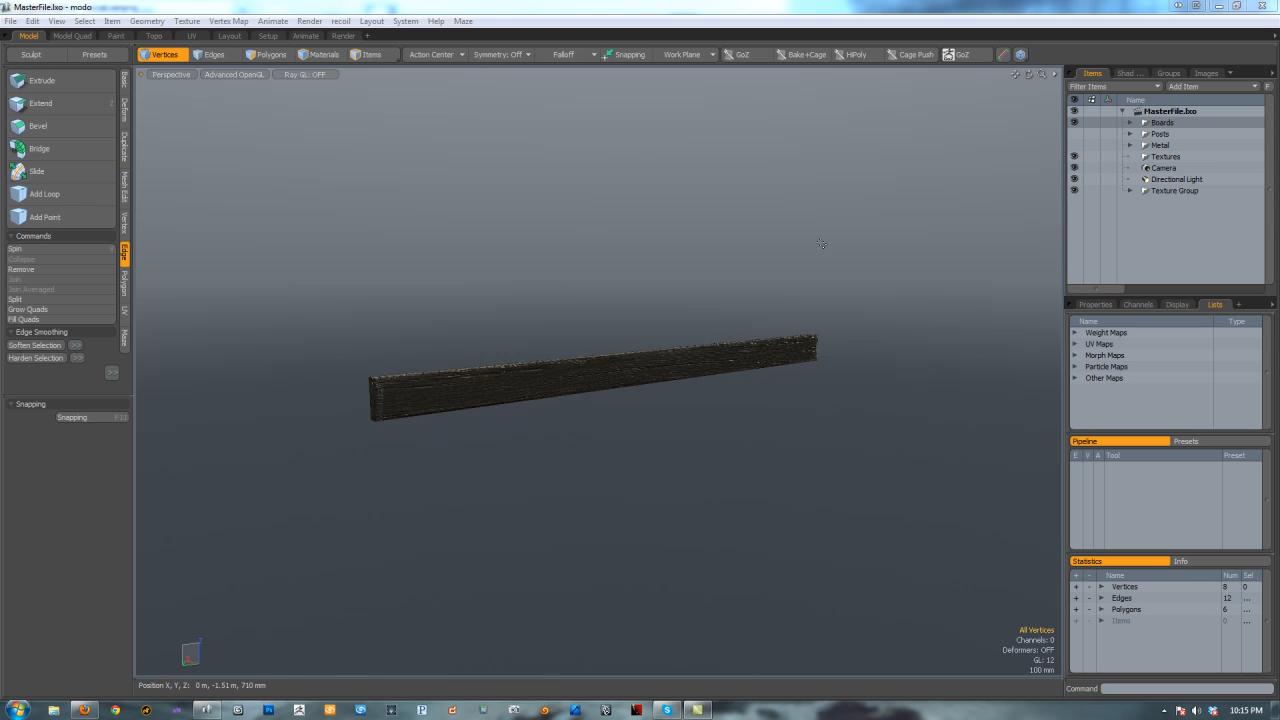 MasterFile.lxo - modo
File Edit View Select Item Geometry Texture Vertex Map Animate Render recoil Layout System Help Maze
Model Model Quad Paint Topo UV Layout Setup Animate Render +
Sculpt Presets Vertices Edges Polygons Materials Items Action Center Symmetry: Off Falloff Snapping Work Plane GoZ Bake+Cage HPoly Cage Push GoZ
Perspective Advanced OpenGL Ray GL: OFF
Extrude
Extend Z
Bevel
Bridge
Slide
Add Loop
Add Point
Commands
Spin
Collapse
Remove
Join
Join Averaged
Split
Grow Quads
Fill Quads
Edge Smoothing
Soften Selection >>
Harden Selection >>
>>
Snapping
Snapping F11
Basic
Deform
Duplicate
Mesh Edit
Vertex
Edge
Polygon
UV
Maze
Items Shad ... Groups Images +
Filter Items Add Item F
Name
MasterFile.lxo
Boards
Posts
Metal
Textures
Camera
Directional Light
Texture Group
Properties Channels Display Lists +
Name Type
Weight Maps
UV Maps
Morph Maps
Particle Maps
Other Maps
Pipeline Presets
E V A Tool Preset
Statistics Info
+ - Name Num Sel
+ - Vertices 8 0
+ - Edges 12 ...
+ - Polygons 6 ...
+ - Items 0 ...
All Vertices
Channels: 0
Deformers: OFF
GL: 12
100 mm
Position X, Y, Z: 0 m, -1.51 m, 710 mm
Command
10:15 PM